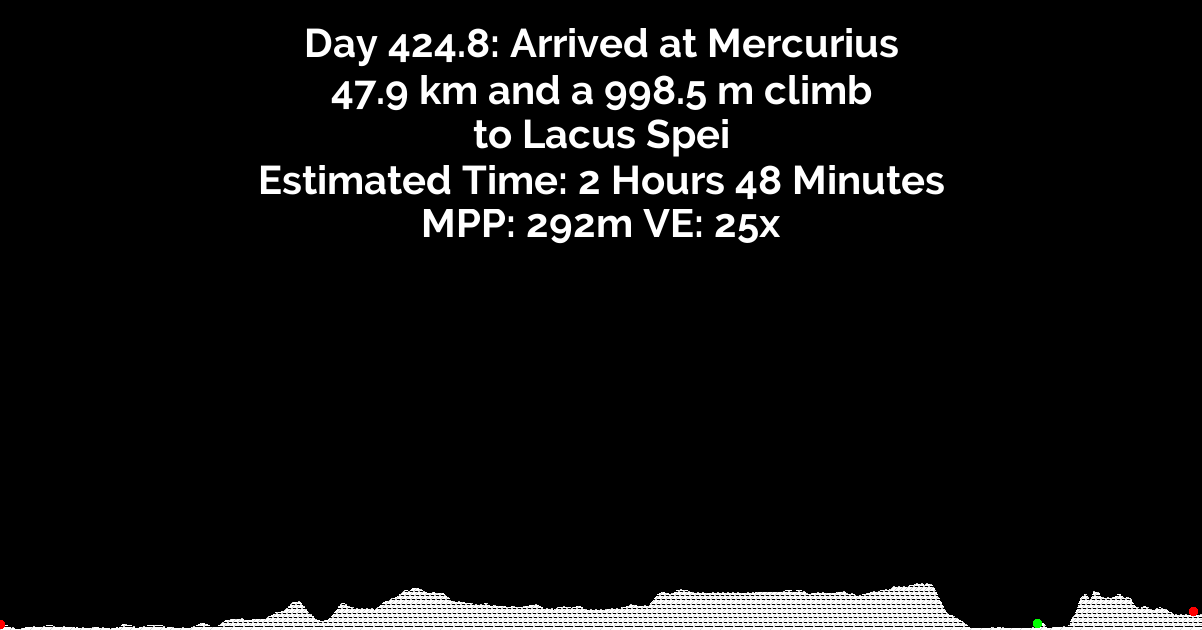 Day 424.8: Arrived at Mercurius
47.9 km and a 998.5 m climb
to Lacus Spei
Estimated Time: 2 Hours 48 Minutes
MPP: 292m VE: 25x